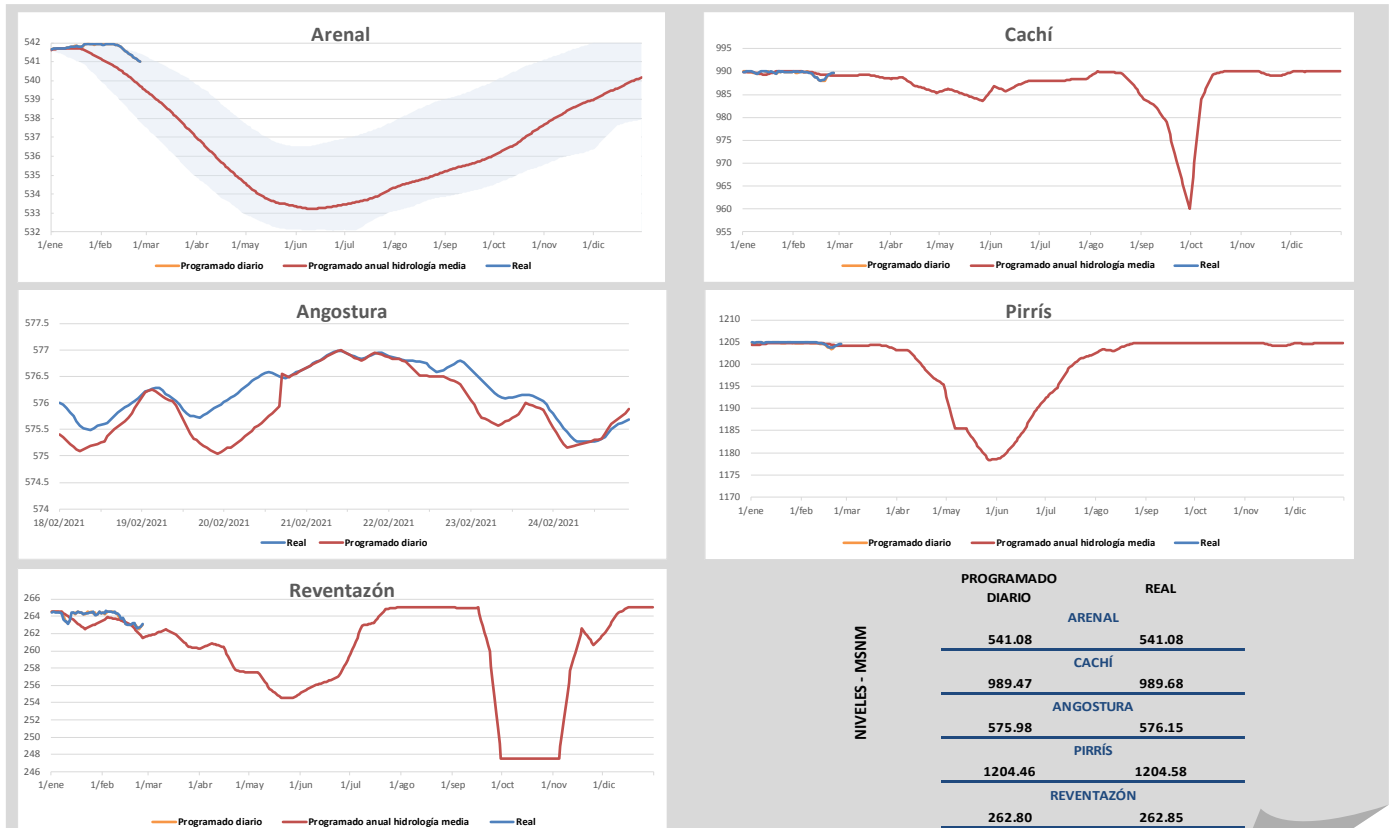 Arenal
542
541
540
539
538
537
536
535
534
533
532
1/ene 1/feb 1/mar 1/abr 1/may 1/jun 1/jul 1/ago 1/sep 1/oct 1/nov 1/dic
Programado diario Programado anual hidrología media Real
Cachí
995
990
985
980
975
970
965
960
955
1/ene 1/feb 1/mar 1/abr 1/may 1/jun 1/jul 1/ago 1/sep 1/oct 1/nov 1/dic
Programado diario Programado anual hidrología media Real
Angostura
577.5
577
576.5
576
575.5
575
574.5
574
18/02/2021 19/02/2021 20/02/2021 21/02/2021 22/02/2021 23/02/2021 24/02/2021
Real Programado diario
Pirrís
1210
1205
1200
1195
1190
1185
1180
1175
1170
1/ene 1/feb 1/mar 1/abr 1/may 1/jun 1/jul 1/ago 1/sep 1/oct 1/nov 1/dic
Programado diario Programado anual hidrología media Real
Reventazón
266
264
262
260
258
256
254
252
250
248
246
1/ene 1/feb 1/mar 1/abr 1/may 1/jun 1/jul 1/ago 1/sep 1/oct 1/nov 1/dic
Programado diario Programado anual hidrología media Real
NIVELES - MSNM
PROGRAMADO
DIARIO
REAL
ARENAL
541.08 541.08
CACHÍ
989.47 989.68
ANGOSTURA
575.98 576.15
PIRRÍS
1204.46 1204.58
REVENTAZÓN
262.80 262.85